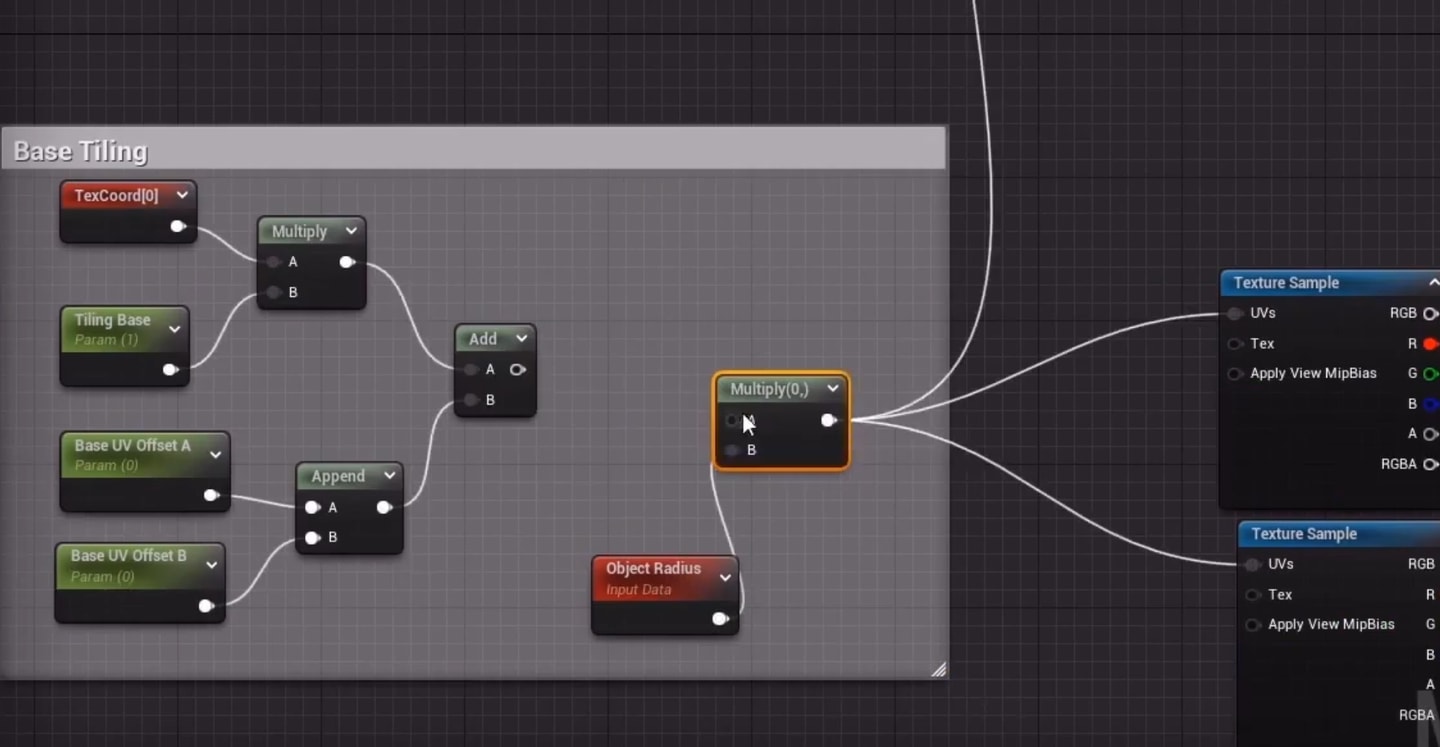 Base Tiling
TexCoord[0]
Multiply
A
B
Tiling Base
Param (1)
Add
A
B
Base UV Offset A
Param (0)
Append
A
B
Base UV Offset B
Param (0)
Multiply(0,)
A
B
Object Radius
Input Data
Texture Sample
UVs RGB
Tex R
Apply View MipBias G
B
A
RGBA
Texture Sample
UVs RGB
Tex R
Apply View MipBias G
B
A
RGBA